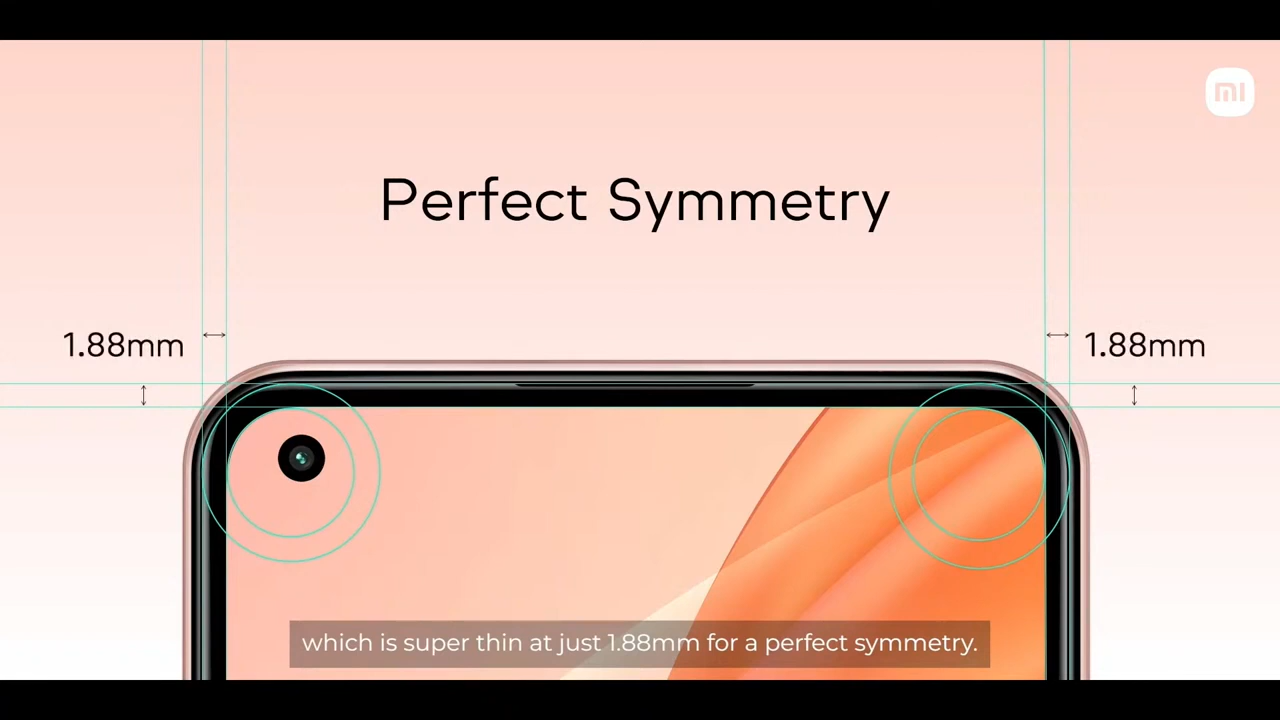 mi
Perfect Symmetry
1.88mm
1.88mm
which is super thin at just 1.88mm for a perfect symmetry.